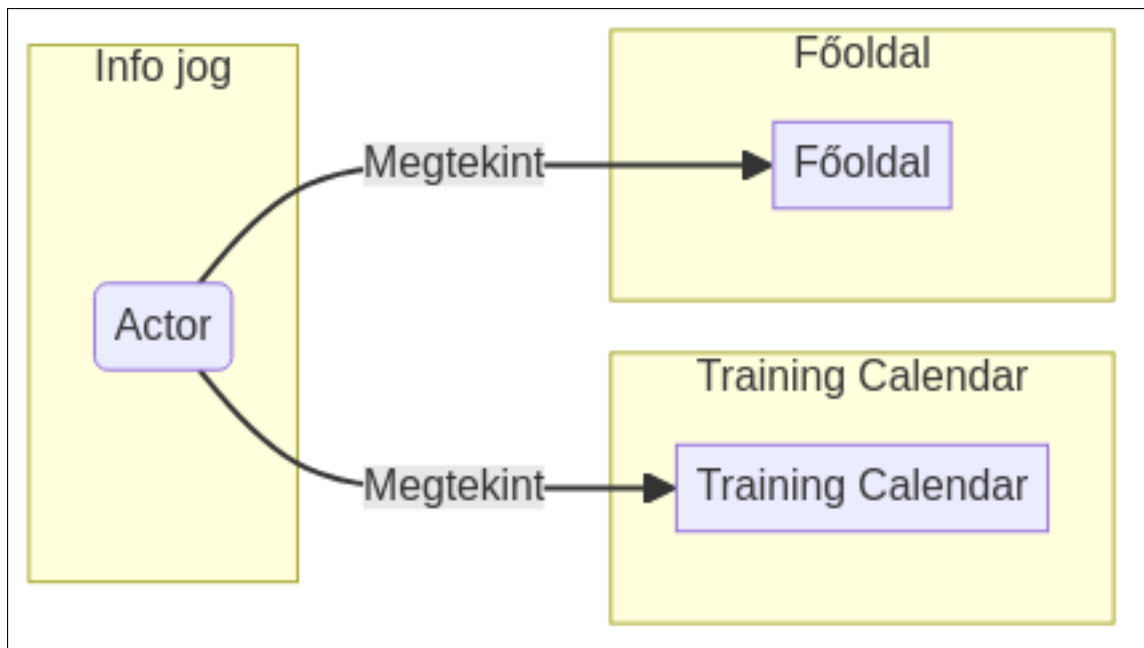 Info jog
Actor
Megtekint
Megtekint
Főoldal
Főoldal
Training Calendar
Training Calendar